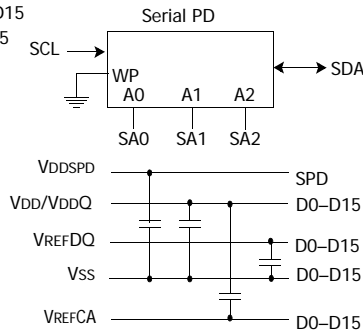 D15
5
Serial PD
SCL
SDA
WP
A0 A1 A2
SA0 SA1 SA2
VDDSPD SPD
VDD/VDDQ D0–D15
VREFDQ D0–D15
VSS D0–D15
VREFCA D0–D15